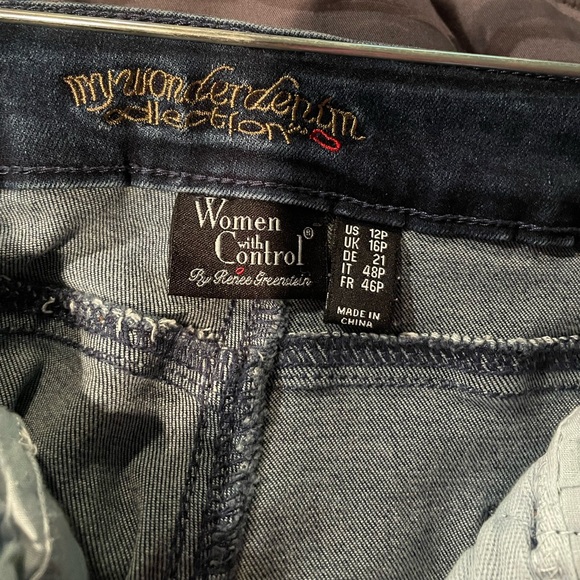 mywonderdenim
collection
Women
with
Control®
By Renee Greenstein
US 12P
UK 16P
DE 21
IT 48P
FR 46P
MADE IN
CHINA